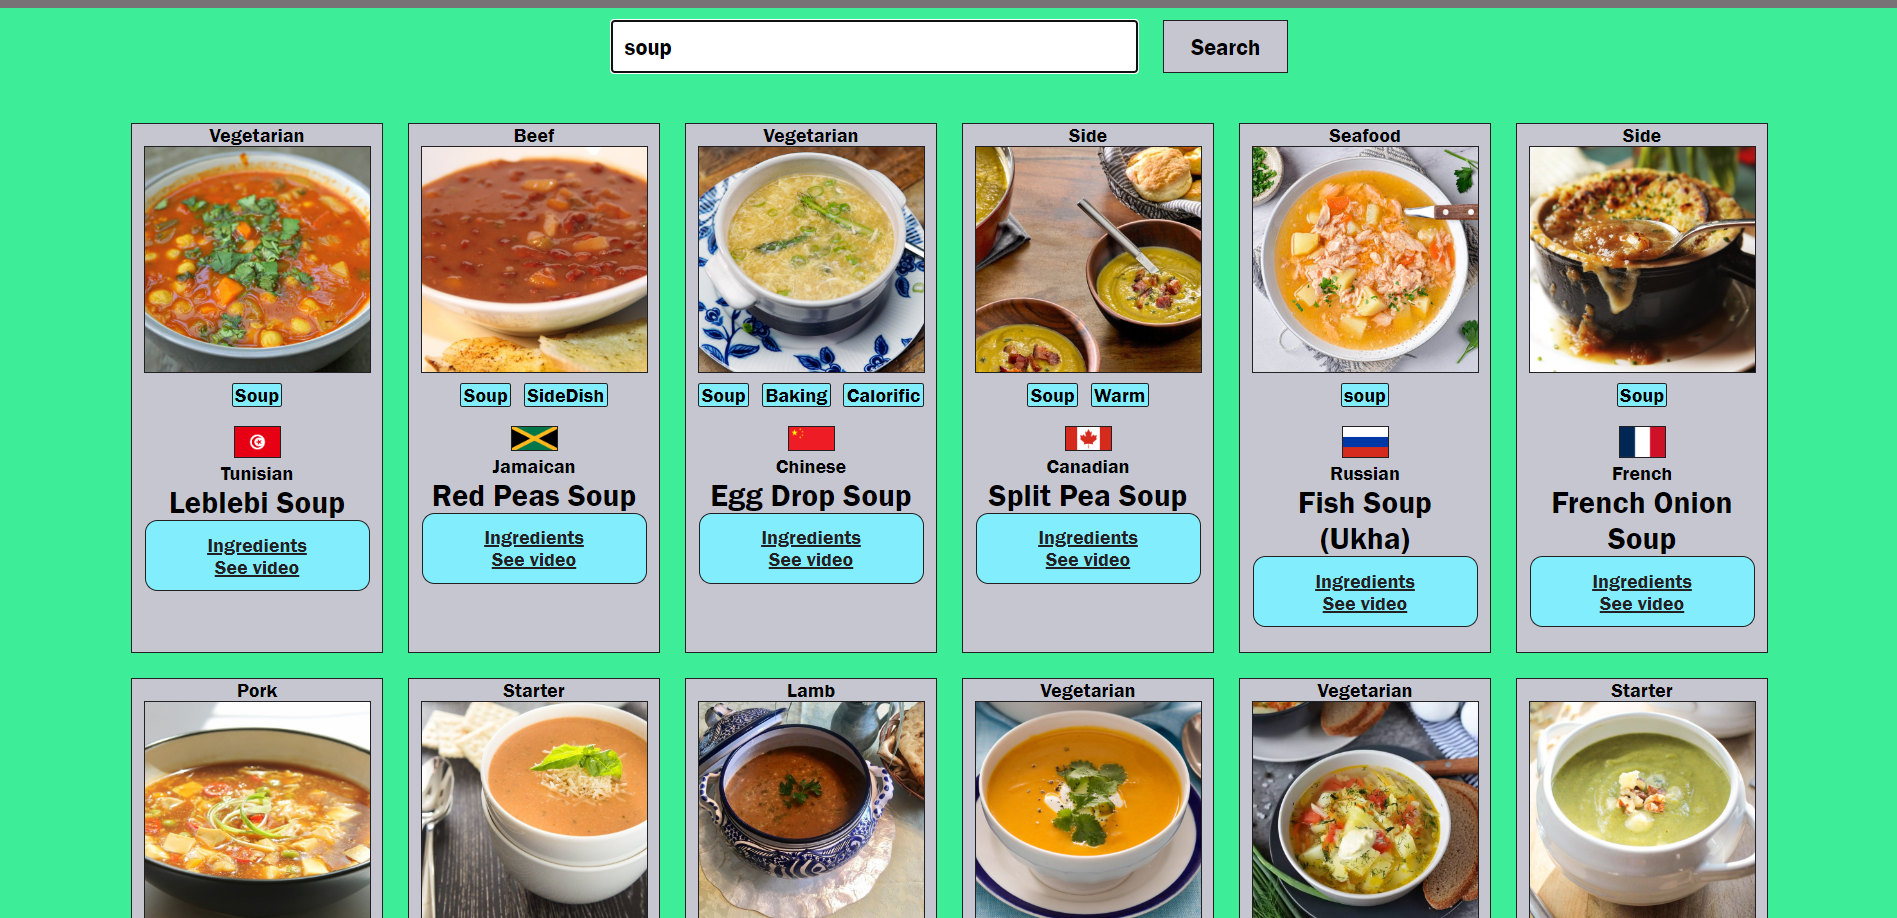 soup
Search
Vegetarian
Soup
Tunisian
Leblebi Soup
Ingredients
See video
Beef
Soup SideDish
Jamaican
Red Peas Soup
Ingredients
See video
Vegetarian
Soup Baking Calorific
Chinese
Egg Drop Soup
Ingredients
See video
Side
Soup Warm
Canadian
Split Pea Soup
Ingredients
See video
Seafood
soup
Russian
Fish Soup
(Ukha)
Ingredients
See video
Side
Soup
French
French Onion
Soup
Ingredients
See video
Pork
Starter
Lamb
Vegetarian
Vegetarian
Starter